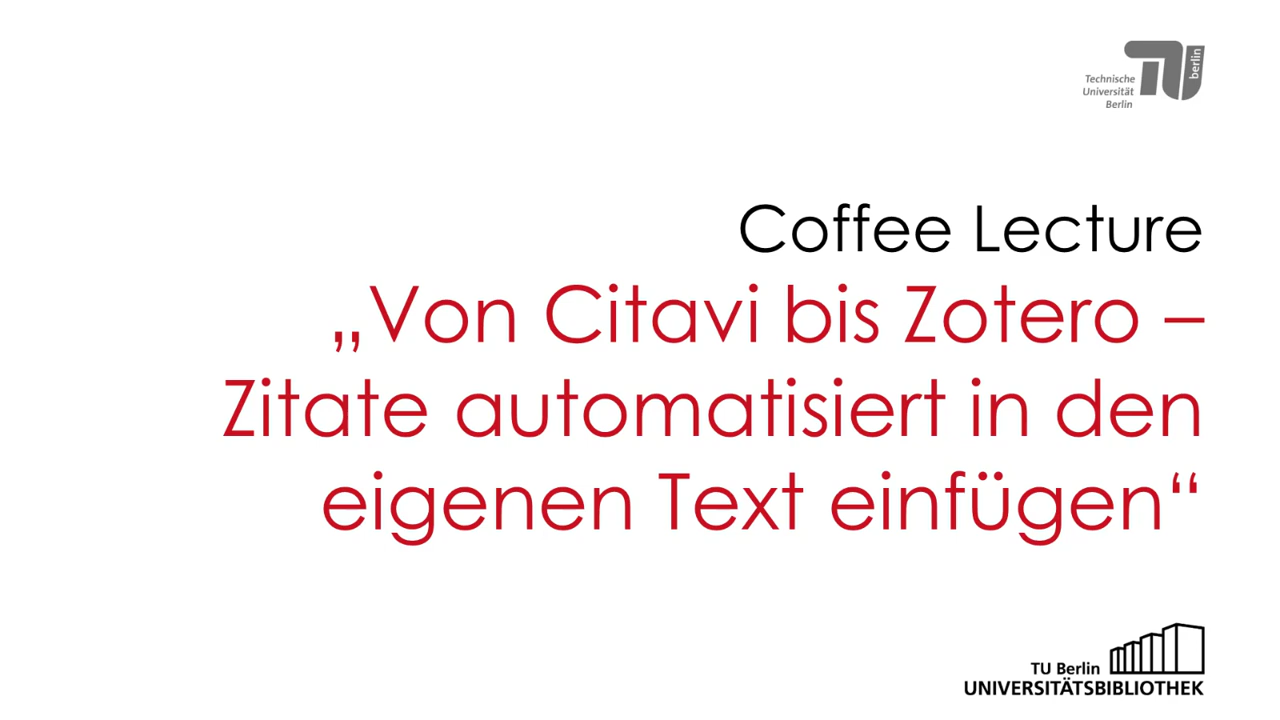 berlin
Technische
Universität
Berlin
Coffee Lecture
„Von Citavi bis Zotero –
Zitate automatisiert in den
eigenen Text einfügen“
TU Berlin
UNIVERSITÄTSBIBLIOTHEK